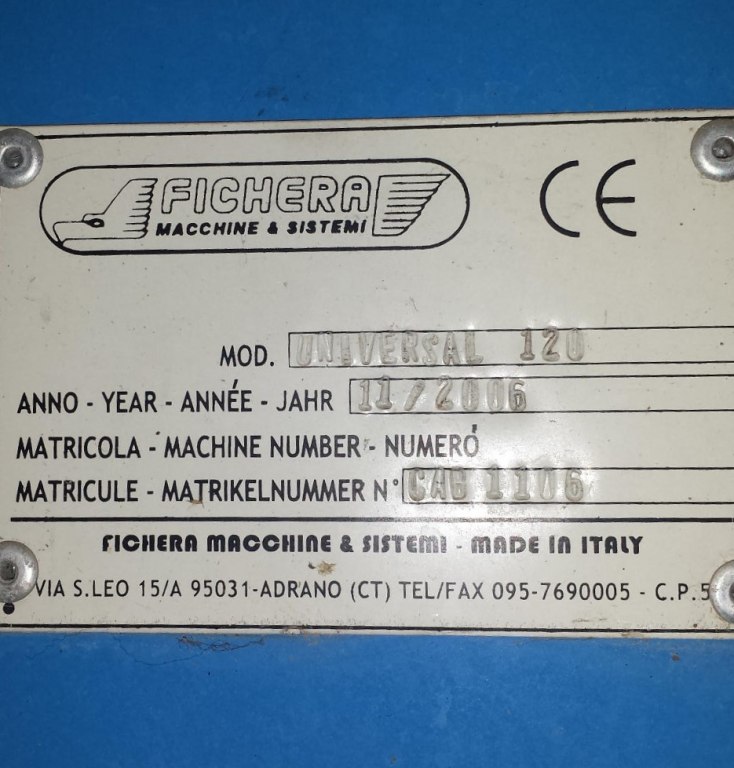 FICHERA
MACCHINE & SISTEMI
CE
MOD. UNIVERSAL 120
ANNO - YEAR - ANNÉE - JAHR 11/2006
MATRICOLA - MACHINE NUMBER - NUMERÓ
MATRICULE - MATRIKELNUMMER N° CAG 1106
FICHERA MACCHINE & SISTEMI - MADE IN ITALY
VIA S.LEO 15/A 95031-ADRANO (CT) TEL/FAX 095-7690005 - C.P.5